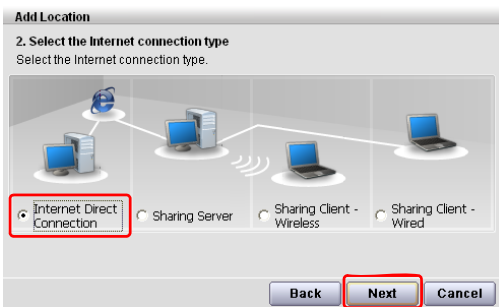 Add Location
2. Select the Internet connection type
Select the Internet connection type.
Internet Direct
Connection
Sharing Server
Sharing Client -
Wireless
Sharing Client -
Wired
Back
Next
Cancel